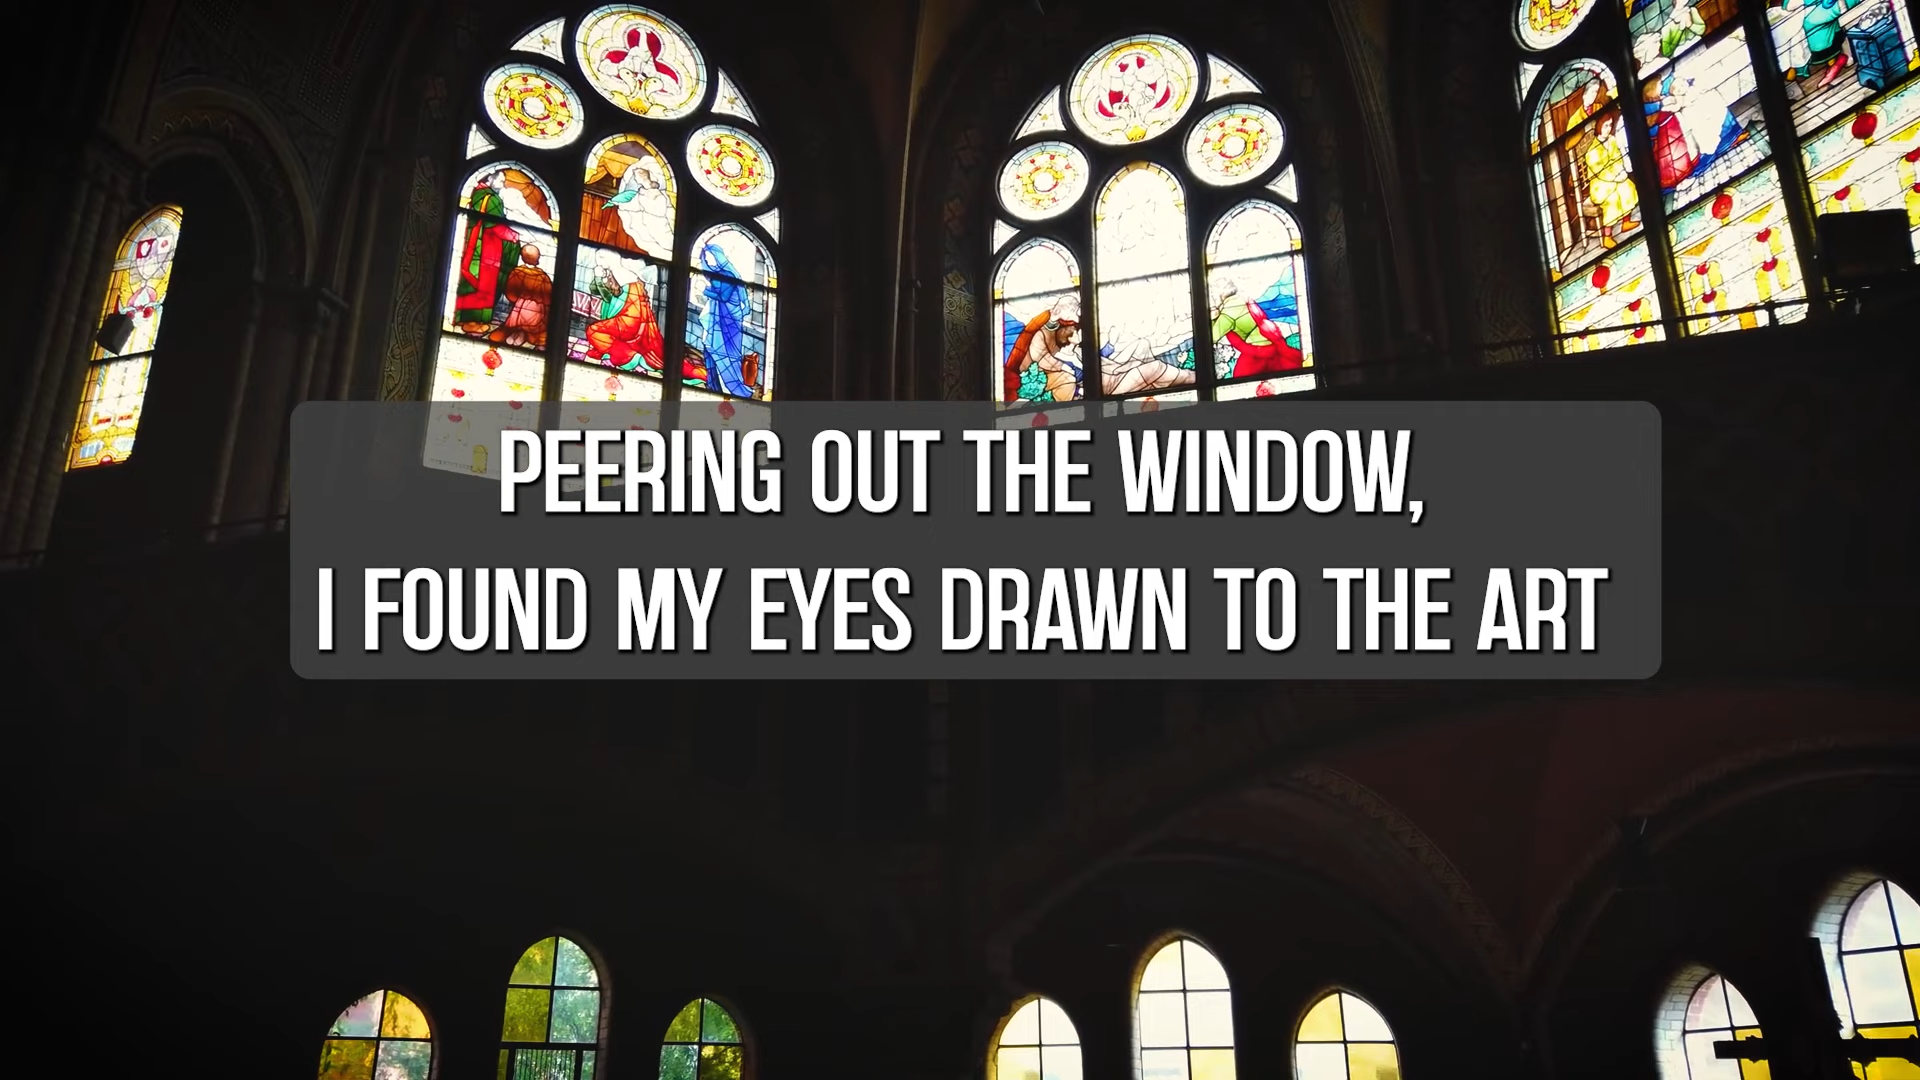 PEERING OUT THE WINDOW,
I FOUND MY EYES DRAWN TO THE ART